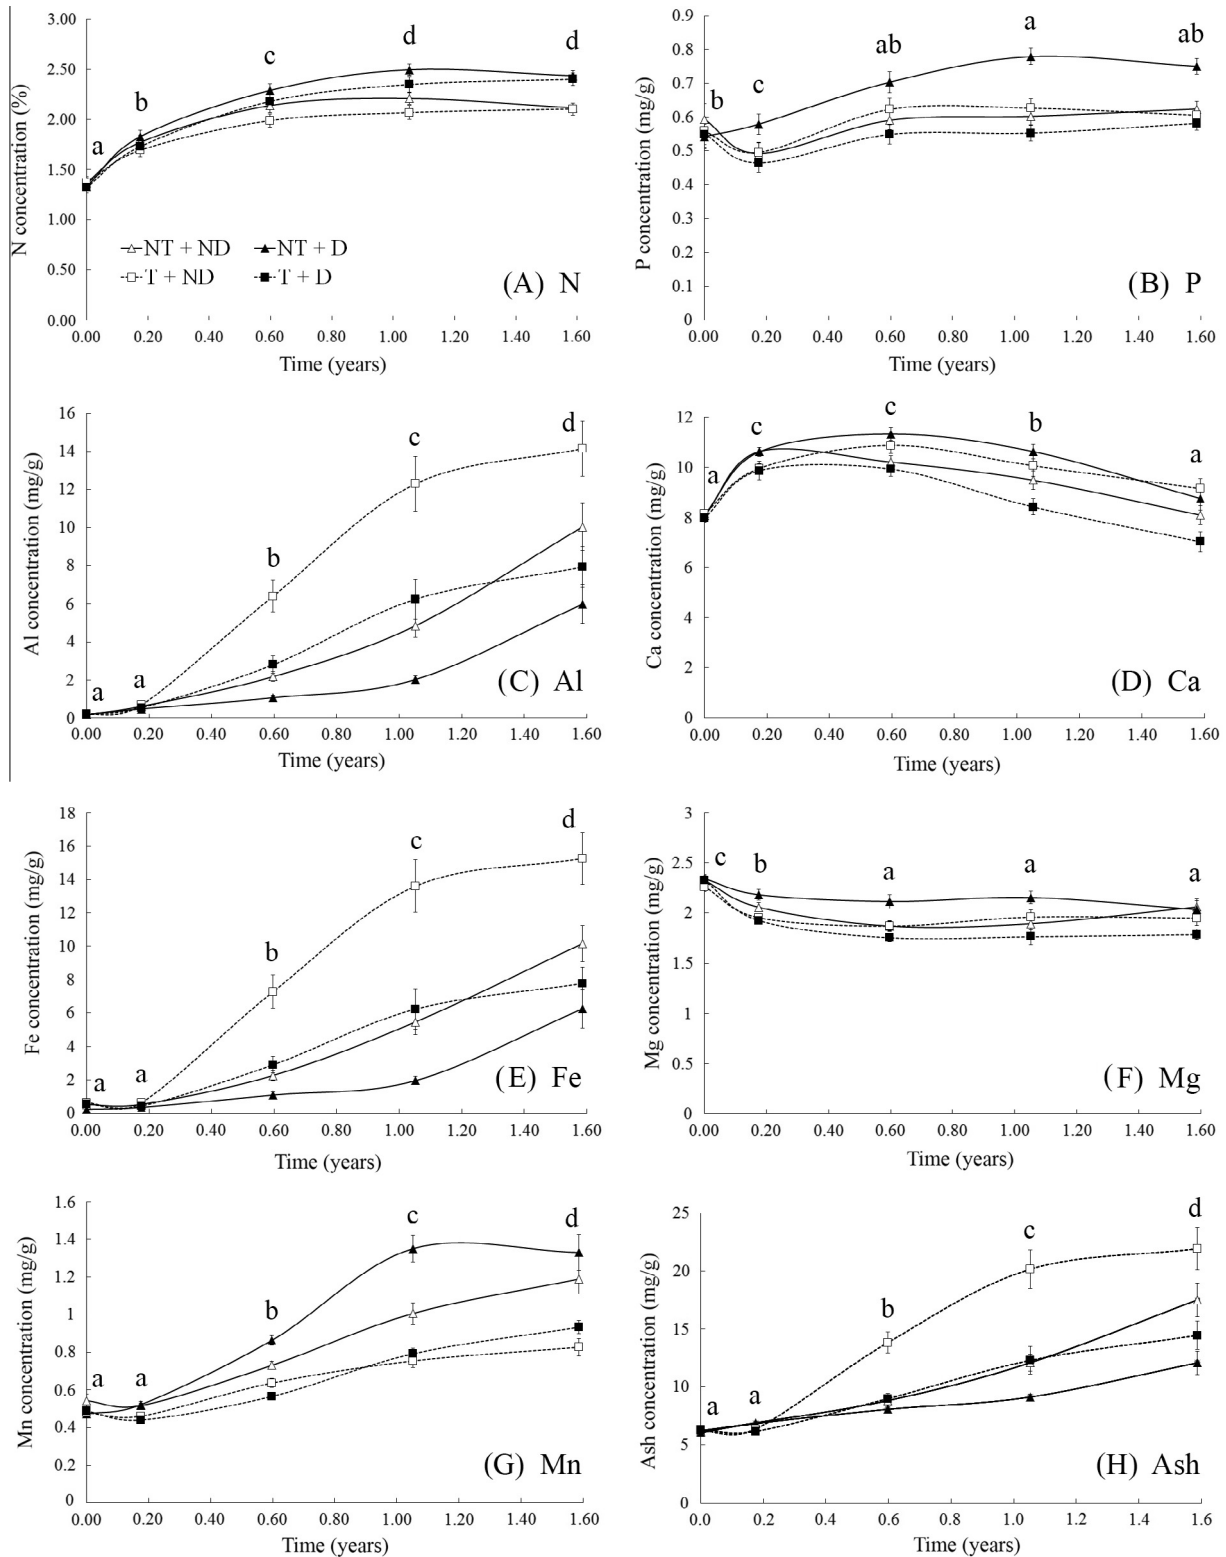 N concentration (%)
3.00
2.50
2.00
1.50
1.00
0.50
0.00
a
b
c
d
d
NT + ND
NT + D
T + ND
T + D
(A) N
0.00 0.20 0.40 0.60 0.80 1.00 1.20 1.40 1.60
Time (years)
P concentration (mg/g)
0.9
0.8
0.7
0.6
0.5
0.4
0.3
0.2
0.1
0
b
c
ab
a
ab
(B) P
0.00 0.20 0.40 0.60 0.80 1.00 1.20 1.40 1.60
Time (years)
Al concentration (mg/g)
16
14
12
10
8
6
4
2
0
a
a
b
c
d
(C) Al
0.00 0.20 0.40 0.60 0.80 1.00 1.20 1.40 1.60
Time (years)
Ca concentration (mg/g)
12
10
8
6
4
2
0
a
c
c
b
a
(D) Ca
0.00 0.20 0.40 0.60 0.80 1.00 1.20 1.40 1.60
Time (years)
Fe concentration (mg/g)
18
16
14
12
10
8
6
4
2
0
a
a
b
c
d
(E) Fe
0.00 0.20 0.40 0.60 0.80 1.00 1.20 1.40 1.60
Time (years)
Mg concentration (mg/g)
3
2.5
2
1.5
1
0.5
0
c
b
a
a
a
(F) Mg
0.00 0.20 0.40 0.60 0.80 1.00 1.20 1.40 1.60
Time (years)
Mn concentration (mg/g)
1.6
1.4
1.2
1
0.8
0.6
0.4
0.2
0
a
a
b
c
d
(G) Mn
0.00 0.20 0.40 0.60 0.80 1.00 1.20 1.40 1.60
Time (years)
Ash concentration (mg/g)
25
20
15
10
5
0
a
a
b
c
d
(H) Ash
0.0 0.2 0.4 0.6 0.8 1.0 1.2 1.4 1.6
Time (years)